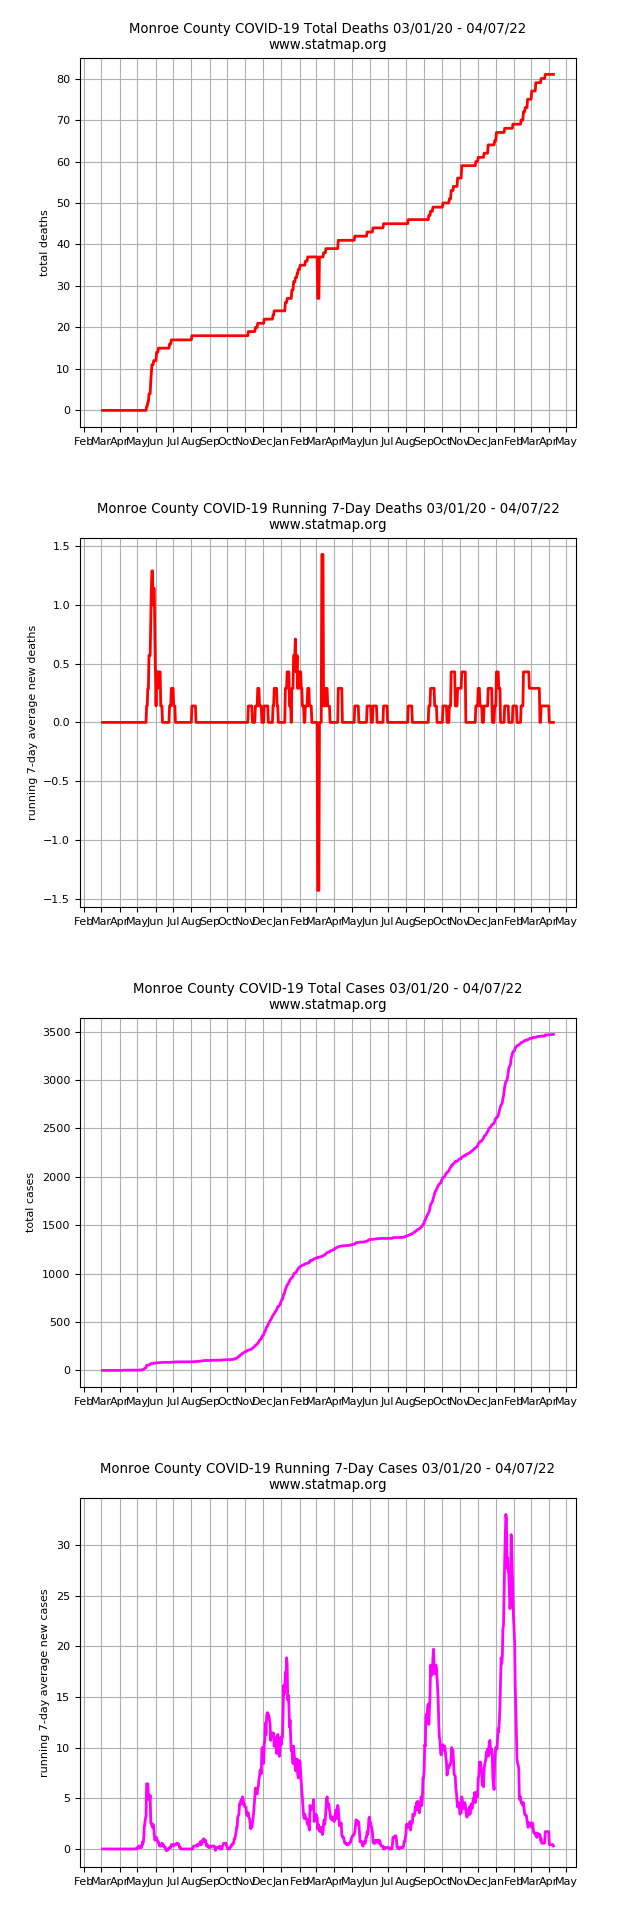 Monroe County COVID-19 Total Deaths 03/01/20 - 04/07/22
www.statmap.org
80
70
60
50
40
30
20
10
0
total deaths
Feb Mar Apr May Jun Jul Aug Sep Oct Nov Dec Jan Feb Mar Apr May Jun Jul Aug Sep Oct Nov Dec Jan Feb Mar Apr May
Monroe County COVID-19 Running 7-Day Deaths 03/01/20 - 04/07/22
www.statmap.org
1.5
1.0
0.5
0.0
−0.5
−1.0
−1.5
running 7-day average new deaths
Feb Mar Apr May Jun Jul Aug Sep Oct Nov Dec Jan Feb Mar Apr May Jun Jul Aug Sep Oct Nov Dec Jan Feb Mar Apr May
Monroe County COVID-19 Total Cases 03/01/20 - 04/07/22
www.statmap.org
3500
3000
2500
2000
1500
1000
500
0
total cases
Feb Mar Apr May Jun Jul Aug Sep Oct Nov Dec Jan Feb Mar Apr May Jun Jul Aug Sep Oct Nov Dec Jan Feb Mar Apr May
Monroe County COVID-19 Running 7-Day Cases 03/01/20 - 04/07/22
www.statmap.org
30
25
20
15
10
5
0
running 7-day average new cases
Feb Mar Apr May Jun Jul Aug Sep Oct Nov Dec Jan Feb Mar Apr May Jun Jul Aug Sep Oct Nov Dec Jan Feb Mar Apr May